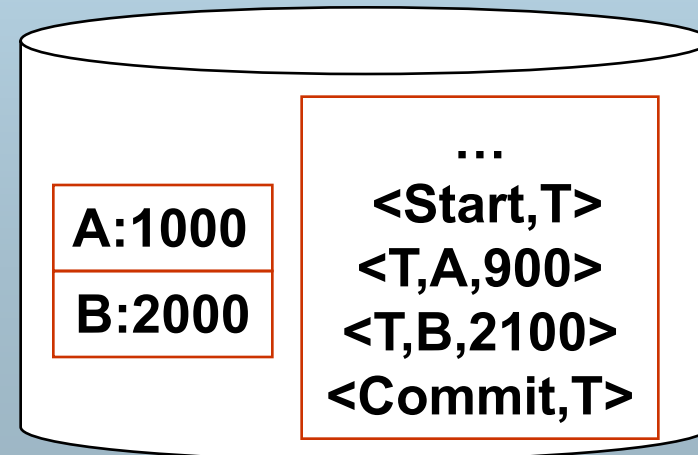 A:1000
B:2000
...
<Start,T>
<T,A,900>
<T,B,2100>
<Commit,T>